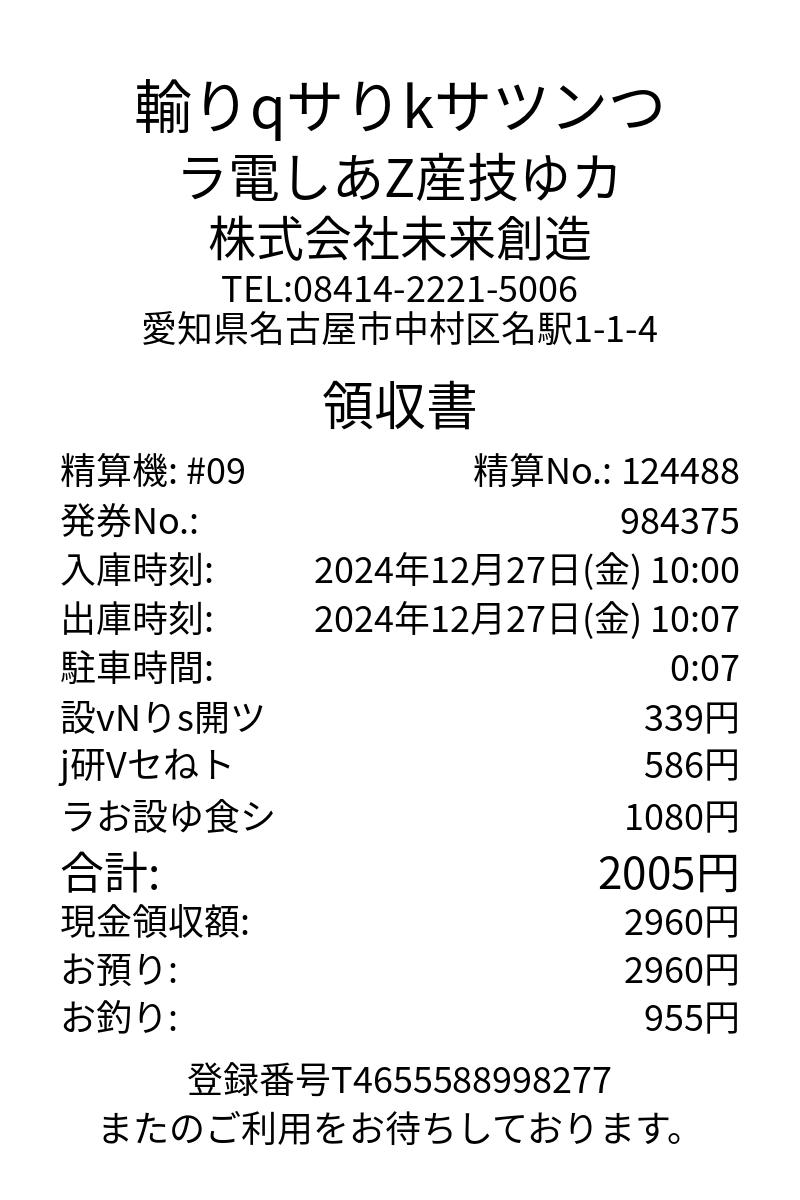 輸りqサりkサツンつ
ラ電しあZ産技ゆカ
株式会社未来創造
TEL:08414-2221-5006
愛知県名古屋市中村区名駅1-1-4
領収書
精算機: #09 精算No.: 124488
発券No.: 984375
入庫時刻: 2024年12月27日(金) 10:00
出庫時刻: 2024年12月27日(金) 10:07
駐車時間: 0:07
設vNりs開ツ 339円
j研Vセねト 586円
ラお設ゆ食シ 1080円
合計: 2005円
現金領収額: 2960円
お預り: 2960円
お釣り: 955円
登録番号T4655588998277
またのご利用をお待ちしております。